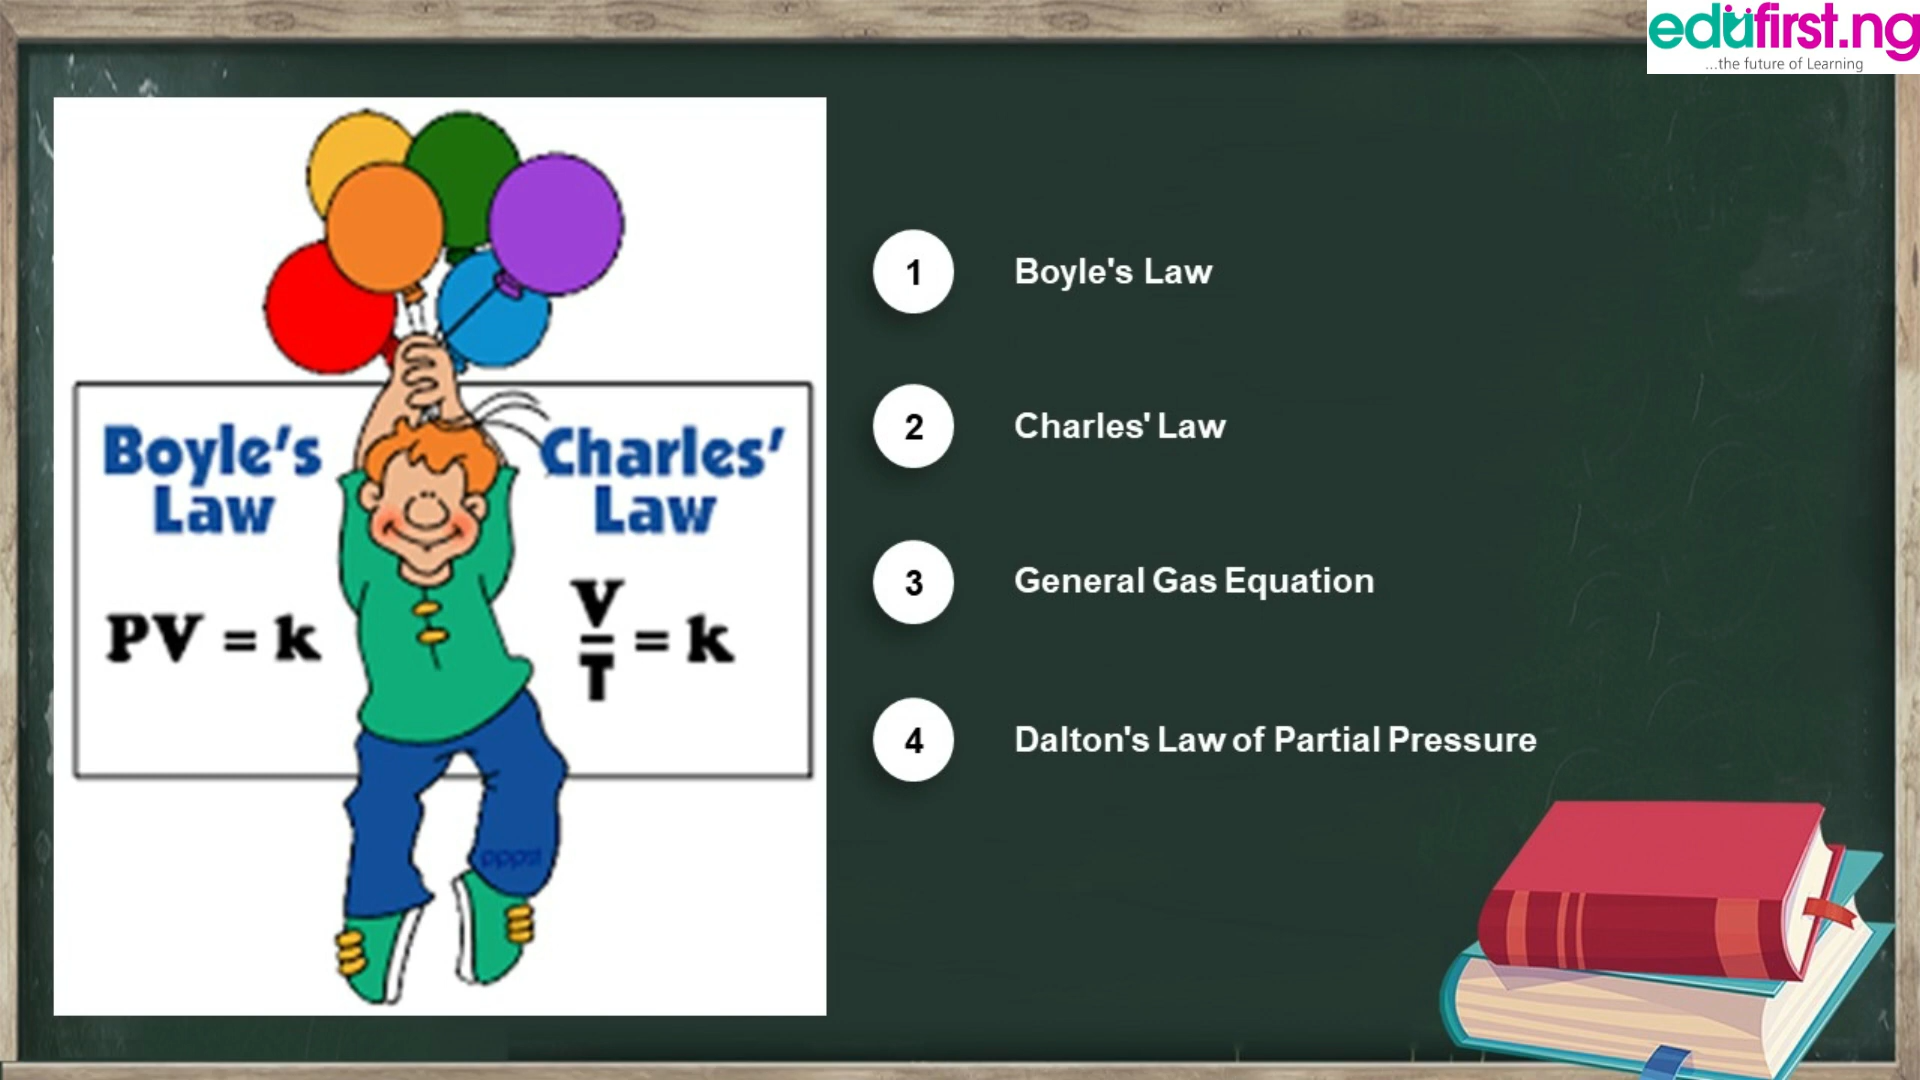 edufirst.ng
...the future of Learning
Boyle's
Law
PV = k
Charles'
Law
V
T
= k
pppst
1 Boyle's Law
2 Charles' Law
3 General Gas Equation
4 Dalton's Law of Partial Pressure